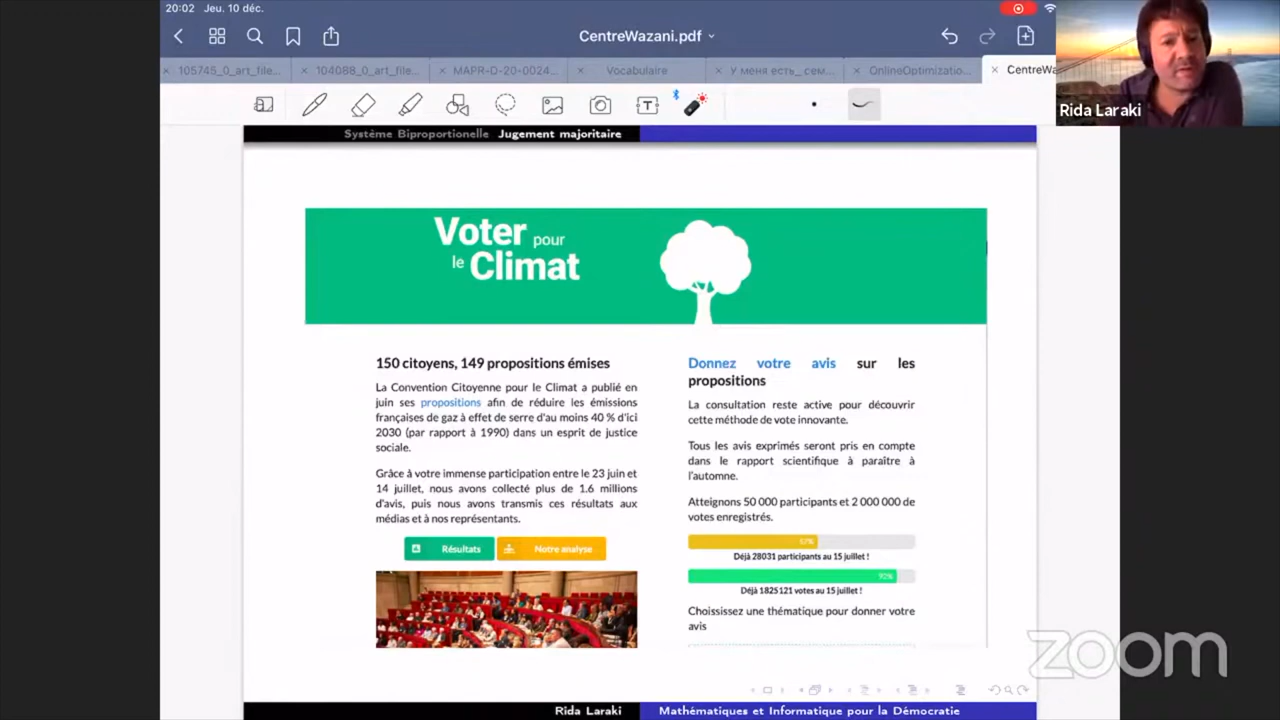 20:02 Jeu. 10 déc.
CentreWazani.pdf
105745_0_art_file...
104088_0_art_file...
MAPR-D-20-0024...
Vocabulaire
У меня есть_ сем...
OnlineOptimizatio...
CentreWa
Rida Laraki
Système Biproportionelle Jugement majoritaire
Voter pour
le Climat
150 citoyens, 149 propositions émises
La Convention Citoyenne pour le Climat a publié en
juin ses propositions afin de réduire les émissions
françaises de gaz à effet de serre d'au moins 40 % d'ici
2030 (par rapport à 1990) dans un esprit de justice
sociale.
Grâce à votre immense participation entre le 23 juin et
14 juillet, nous avons collecté plus de 1.6 millions
d'avis, puis nous avons transmis ces résultats aux
médias et à nos représentants.
Résultats
Notre analyse
Donnez votre avis sur les
propositions
La consultation reste active pour découvrir
cette méthode de vote innovante.
Tous les avis exprimés seront pris en compte
dans le rapport scientifique à paraître à
l'automne.
Atteignons 50 000 participants et 2 000 000 de
votes enregistrés.
57%
Déjà 28031 participants au 15 juillet !
92%
Déjà 1825121 votes au 15 juillet !
Choississez une thématique pour donner votre
avis
zoom
Rida Laraki
Mathématiques et Informatique pour la Démocratie